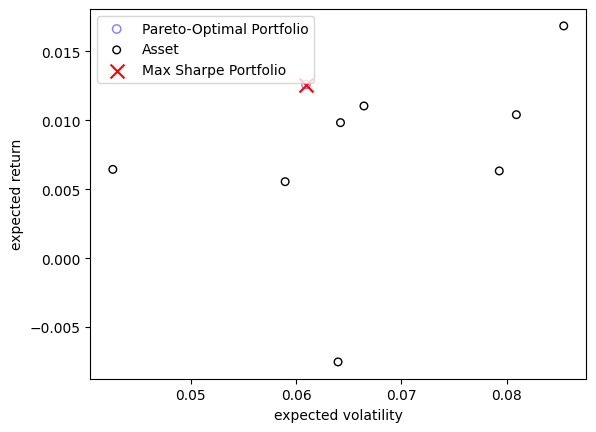 Pareto-Optimal Portfolio
Asset
Max Sharpe Portfolio
0.015
0.010
0.005
0.000
−0.005
expected return
0.05 0.06 0.07 0.08
expected volatility